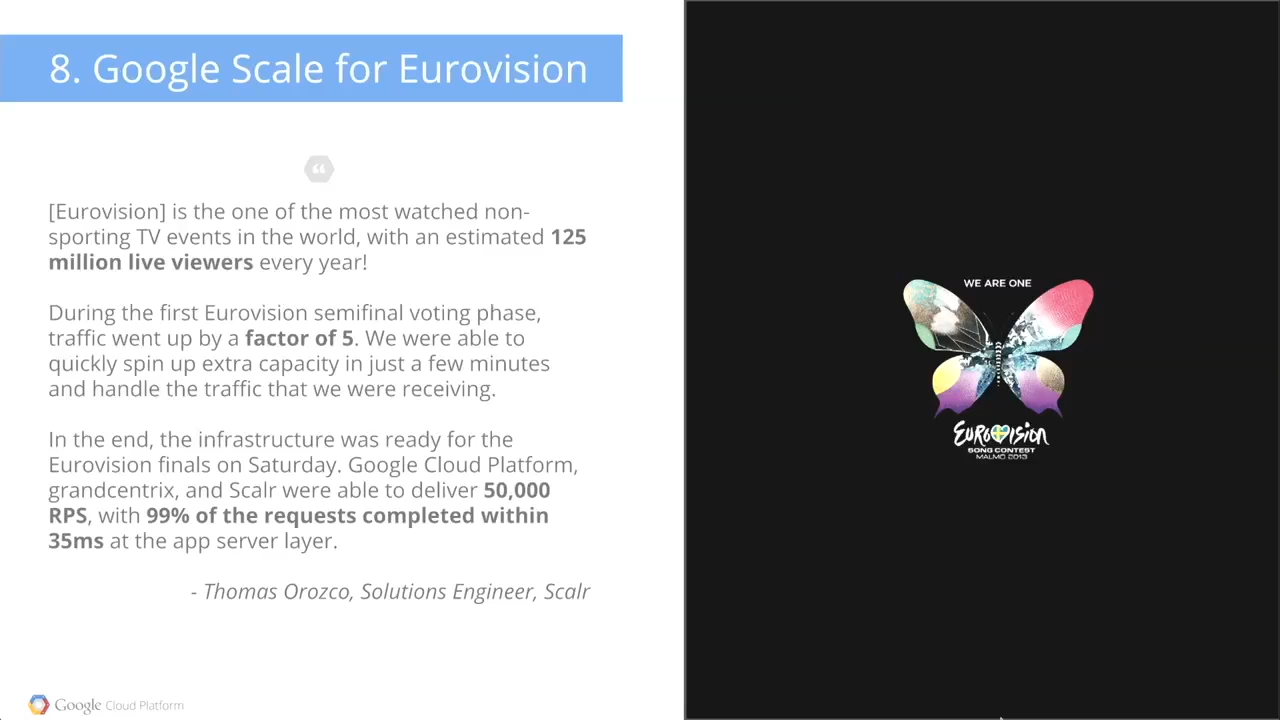 8. Google Scale for Eurovision
“
[Eurovision] is the one of the most watched non-
sporting TV events in the world, with an estimated 125
million live viewers every year!
During the first Eurovision semifinal voting phase,
traffic went up by a factor of 5. We were able to
quickly spin up extra capacity in just a few minutes
and handle the traffic that we were receiving.
In the end, the infrastructure was ready for the
Eurovision finals on Saturday. Google Cloud Platform,
grandcentrix, and Scalr were able to deliver 50,000
RPS, with 99% of the requests completed within
35ms at the app server layer.
- Thomas Orozco, Solutions Engineer, Scalr
Google Cloud Platform
WE ARE ONE
EUROVISION
SONG CONTEST
MALMÖ 2013